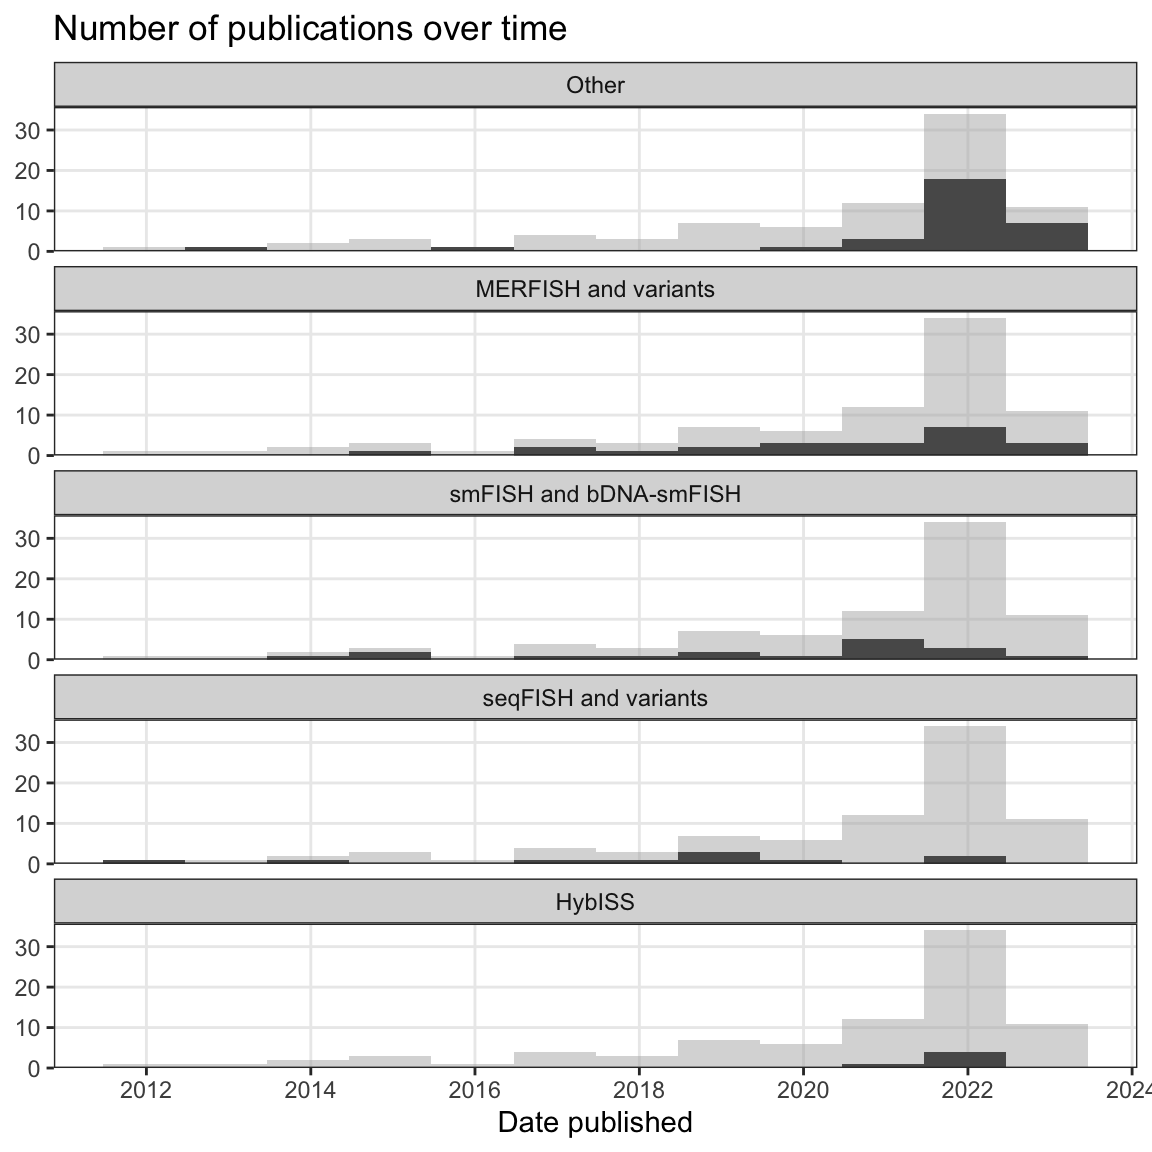 Number of publications over time
Other
30
20
10
0
MERFISH and variants
30
20
10
0
smFISH and bDNA-smFISH
30
20
10
0
seqFISH and variants
30
20
10
0
HybISS
30
20
10
0
2012 2014 2016 2018 2020 2022 2024
Date published